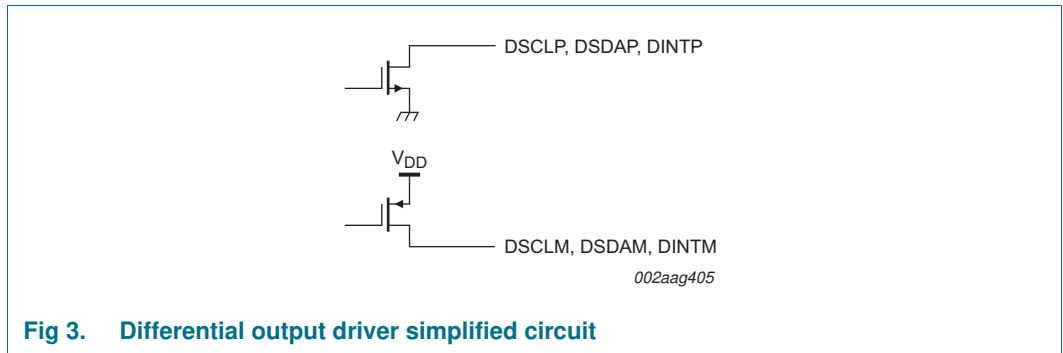 DSCLP, DSDAP, DINTP
VDD
DSCLM, DSDAM, DINTM
002aag405
Fig 3. Differential output driver simplified circuit